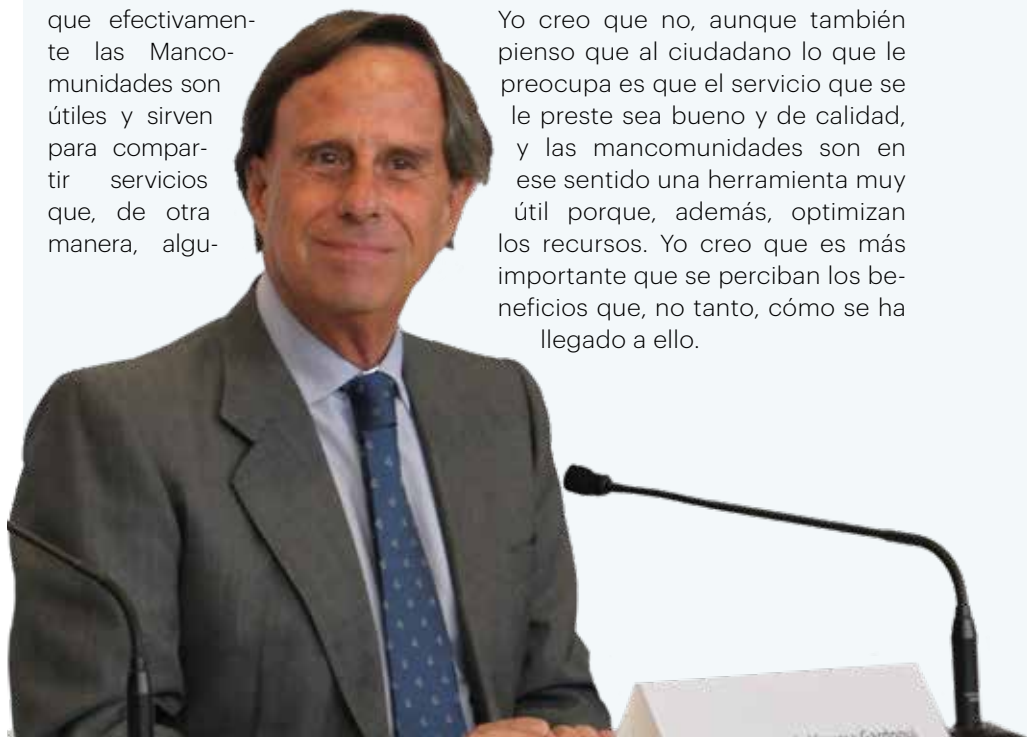 que efectivamen-
te las Manco-
munidades son
útiles y sirven
para compar-
tir servicios
que, de otra
manera, algu-
Yo creo que no, aunque también
pienso que al ciudadano lo que le
preocupa es que el servicio que se
le preste sea bueno y de calidad,
y las mancomunidades son en
ese sentido una herramienta muy
útil porque, además, optimizan
los recursos. Yo creo que es más
importante que se perciban los be-
neficios que, no tanto, cómo se ha
llegado a ello.